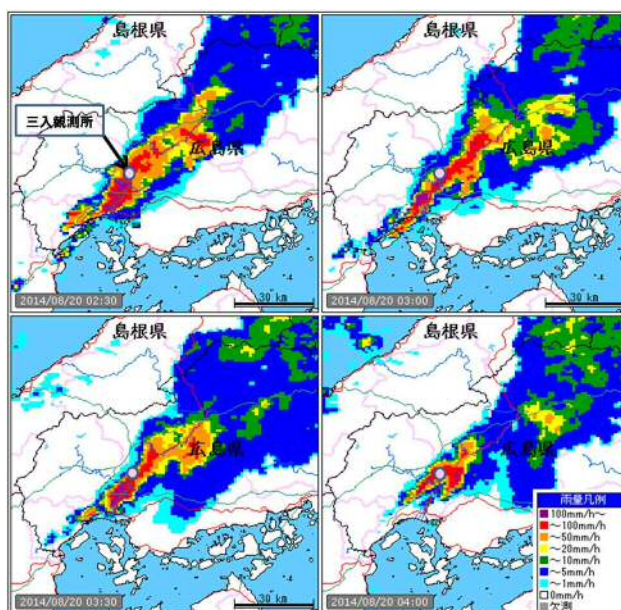 島根県
三入観測所
広島県
2014/08/20 02:30
30 km
島根県
広島県
2014/08/20 03:00
30 km
島根県
広島県
2014/08/20 03:30
30 km
島根県
広島県
2014/08/20 04:00
雨量凡例
100mm/h～
～100mm/h
～50mm/h
～20mm/h
～10mm/h
～5mm/h
～1mm/h
0mm/h
欠測